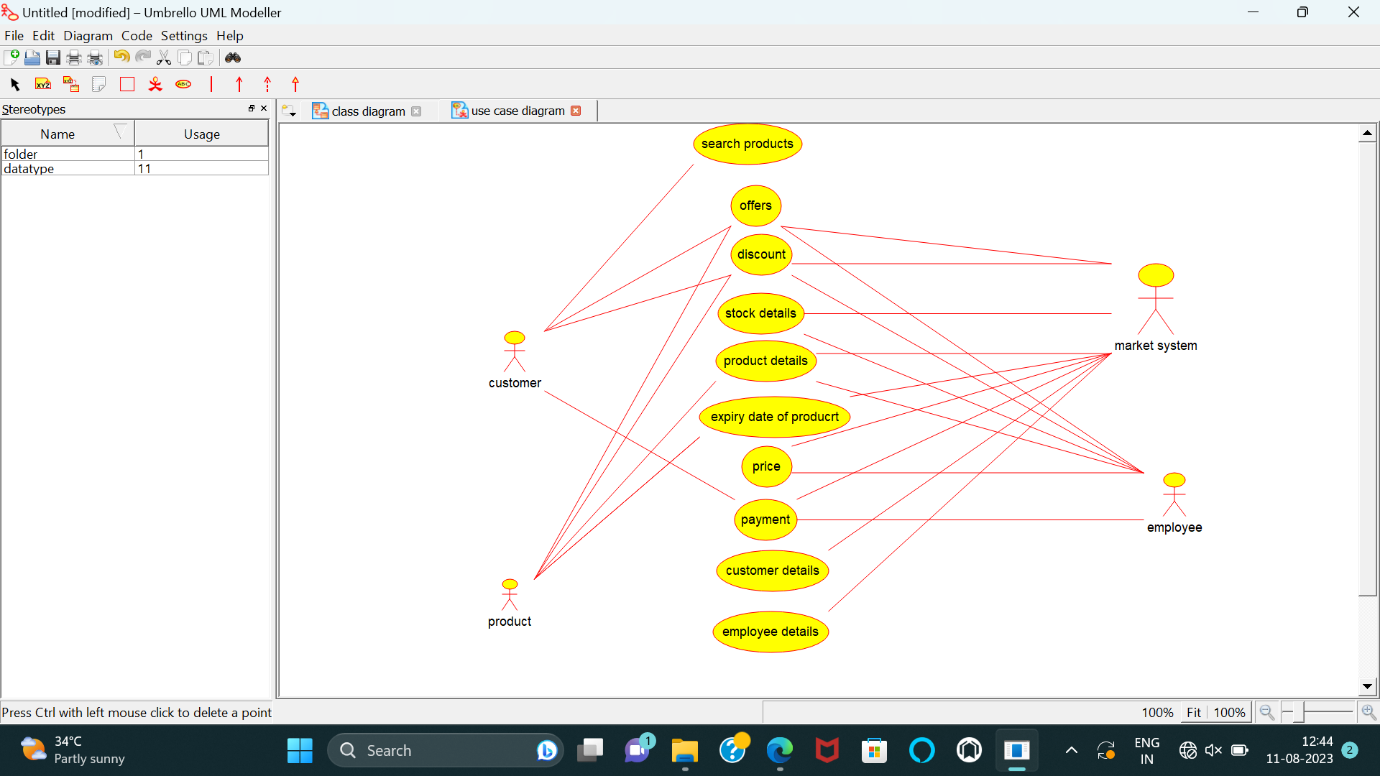 Untitled [modified] – Umbrello UML Modeller
File Edit Diagram Code Settings Help
Stereotypes
class diagram
use case diagram
Name Usage
folder 1
datatype 11
search products
offers
discount
stock details
market system
product details
customer
expiry date of producrt
price
payment
employee
customer details
product
employee details
Press Ctrl with left mouse click to delete a point
100% Fit 100%
34°C
Partly sunny
Search
1
ENG
IN
12:44
11-08-2023
2